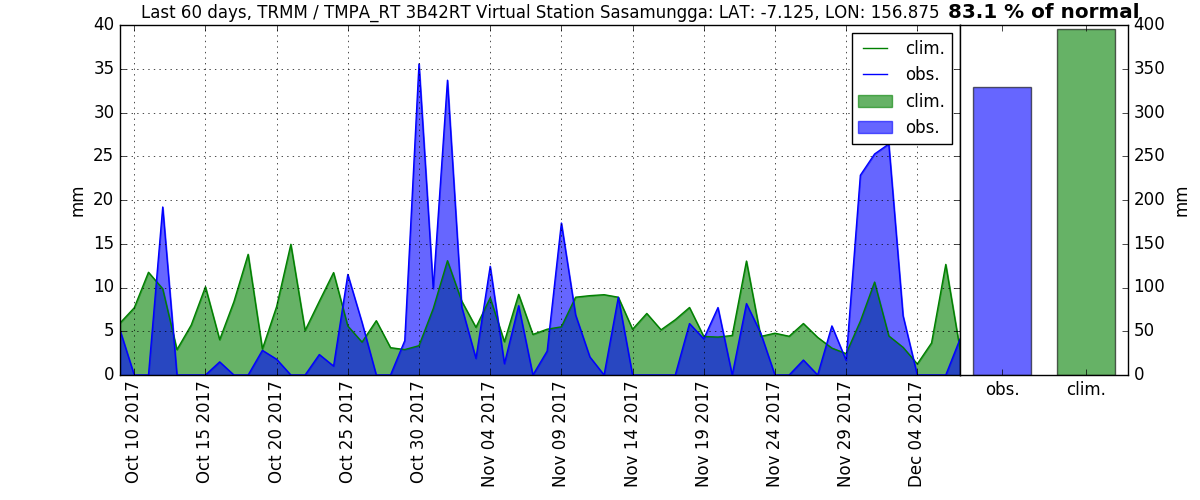 Last 60 days, TRMM / TMPA_RT 3B42RT Virtual Station Sasamungga: LAT: -7.125, LON: 156.875 83.1 % of normal
40
35
30
25
20
15
10
5
0
mm
clim.
obs.
clim.
obs.
400
350
300
250
200
150
100
50
0
mm
obs. clim.
Oct 10 2017
Oct 15 2017
Oct 20 2017
Oct 25 2017
Oct 30 2017
Nov 04 2017
Nov 09 2017
Nov 14 2017
Nov 19 2017
Nov 24 2017
Nov 29 2017
Dec 04 2017